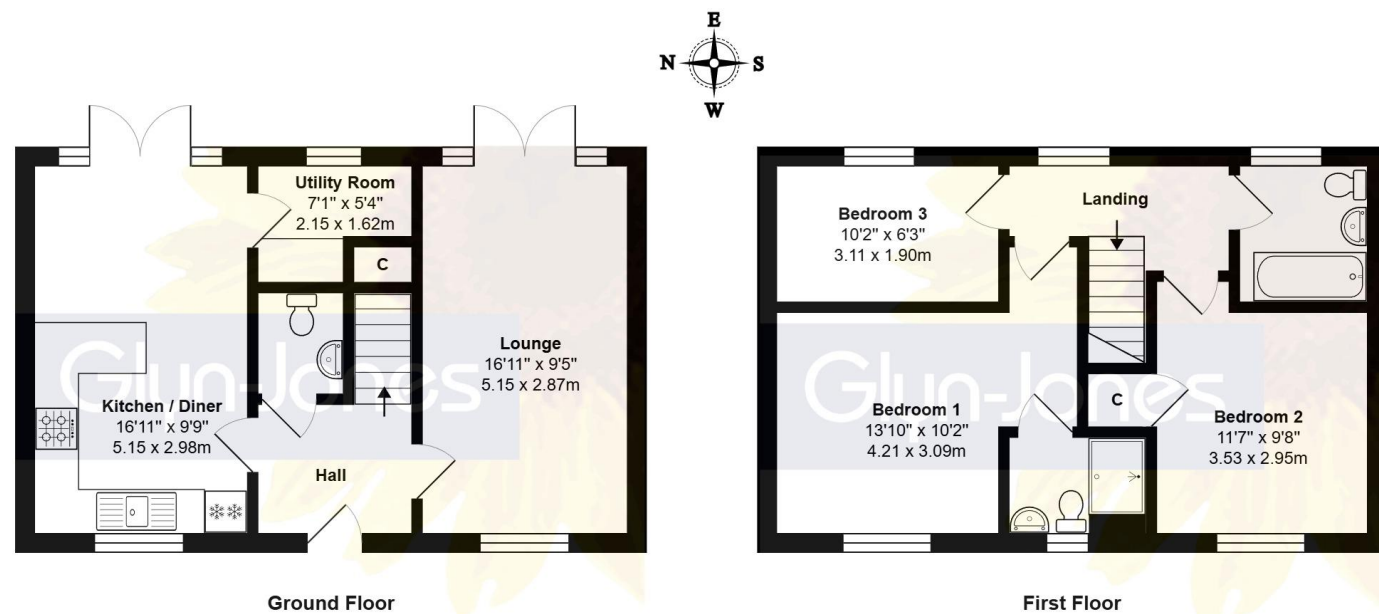 E
N
S
W
Utility Room
7'1" x 5'4"
2.15 x 1.62m
C
Lounge
16'11" x 9'5"
5.15 x 2.87m
Kitchen / Diner
16'11" x 9'9"
5.15 x 2.98m
Hall
Glyn-Jones
Ground Floor
Bedroom 3
10'2" x 6'3"
3.11 x 1.90m
Landing
Bedroom 1
13'10" x 10'2"
4.21 x 3.09m
C
Bedroom 2
11'7" x 9'8"
3.53 x 2.95m
Glyn-Jones
First Floor